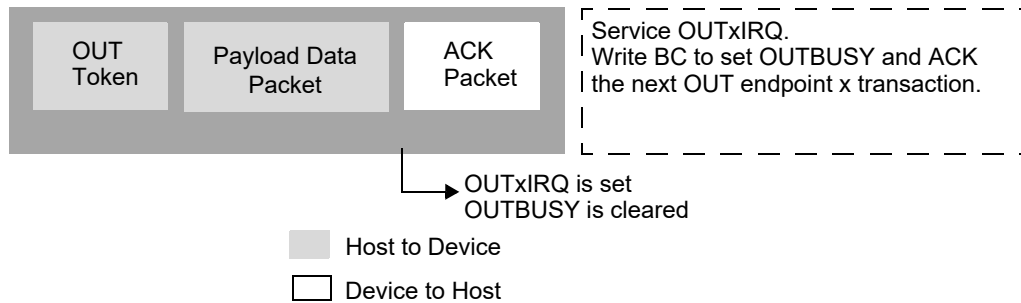 OUT
Token
Payload Data
Packet
ACK
Packet
Service OUTxIRQ.
Write BC to set OUTBUSY and ACK
the next OUT endpoint x transaction.
OUTxIRQ is set
OUTBUSY is cleared
Host to Device
Device to Host